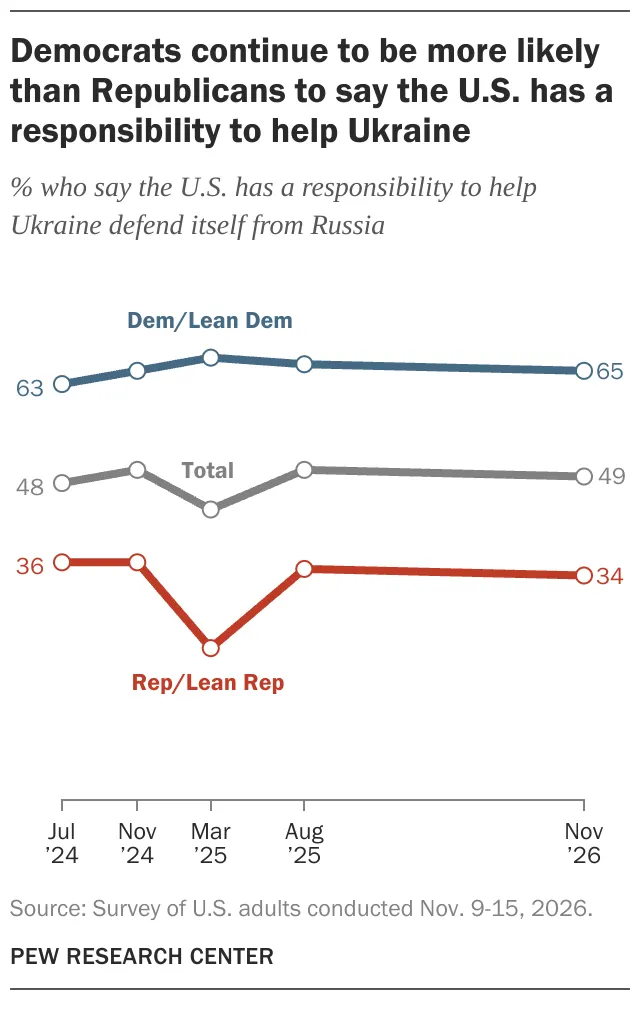 Democrats continue to be more likely
than Republicans to say the U.S. has a
responsibility to help Ukraine
% who say the U.S. has a responsibility to help
Ukraine defend itself from Russia
Dem/Lean Dem
63
65
Total
48
49
36
34
Rep/Lean Rep
Jul Nov Mar Aug Nov
’24 ’24 ’25 ’25 ’26
Source: Survey of U.S. adults conducted Nov. 9-15, 2026.
PEW RESEARCH CENTER